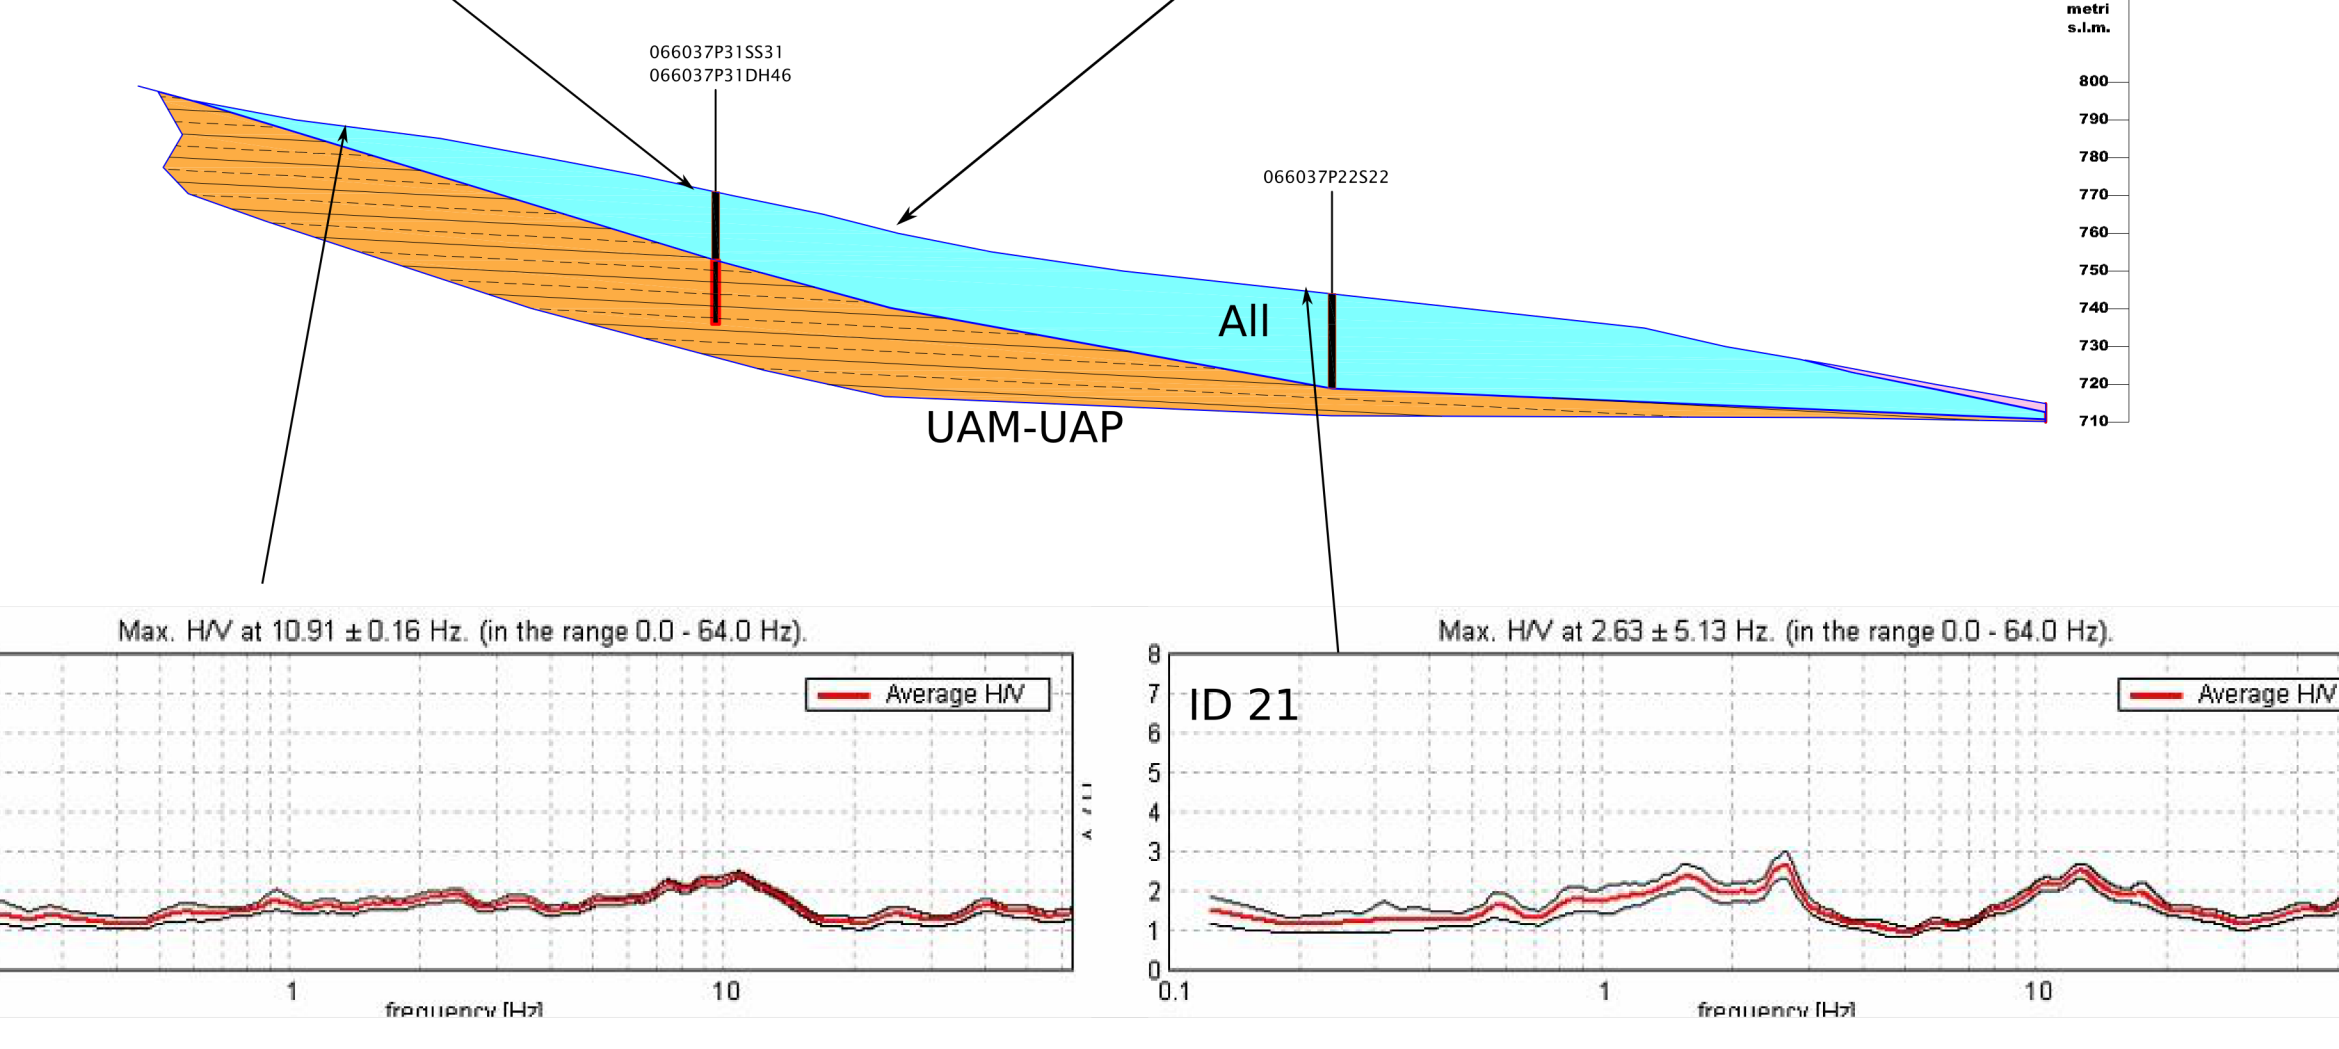 metri
s.l.m.
066037P31SS31
066037P31DH46
800
790
780
770
760
750
740
730
720
710
066037P22S22
All
UAM-UAP
Max. H/V at 10.91 ± 0.16 Hz. (in the range 0.0 - 64.0 Hz).
Average H/V
1 10
frequency [Hz]
Max. H/V at 2.63 ± 5.13 Hz. (in the range 0.0 - 64.0 Hz).
8
7
6
5
4
3
2
1
0
ID 21
Average H/V
0.1 1 10
frequency [Hz]